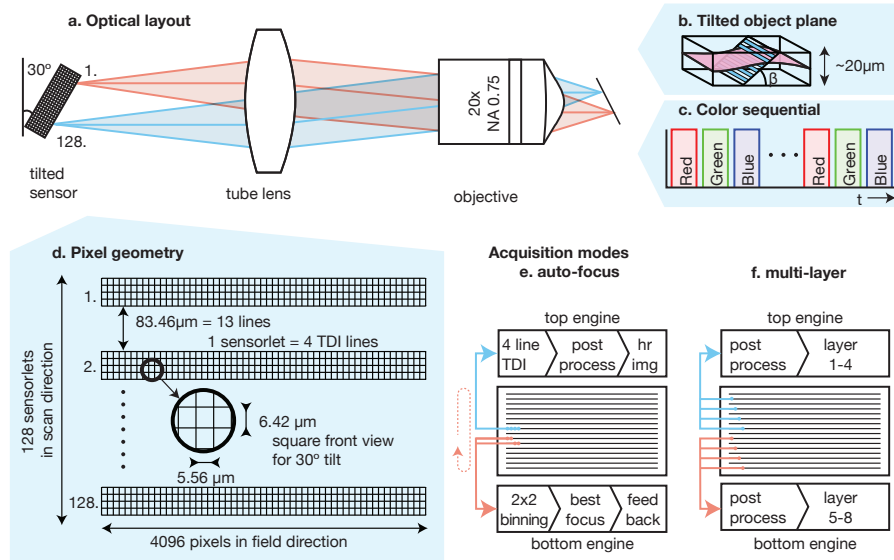 a. Optical layout
30º
1.
128.
tilted
sensor
tube lens
20x
NA 0.75
objective
b. Tilted object plane
β
~20µm
c. Color sequential
Red
Green
Blue
• • •
Red
Green
Blue
t
d. Pixel geometry
128 sensorlets
in scan direction
1.
83.46µm = 13 lines
1 sensorlet = 4 TDI lines
2.
6.42 µm
square front view
for 30º tilt
5.56 µm
128.
4096 pixels in field direction
Acquisition modes
e. auto-focus
top engine
4 line
TDI
post
process
hr
img
2x2
binning
best
focus
feed
back
bottom engine
f. multi-layer
top engine
post
process
layer
1-4
post
process
layer
5-8
bottom engine